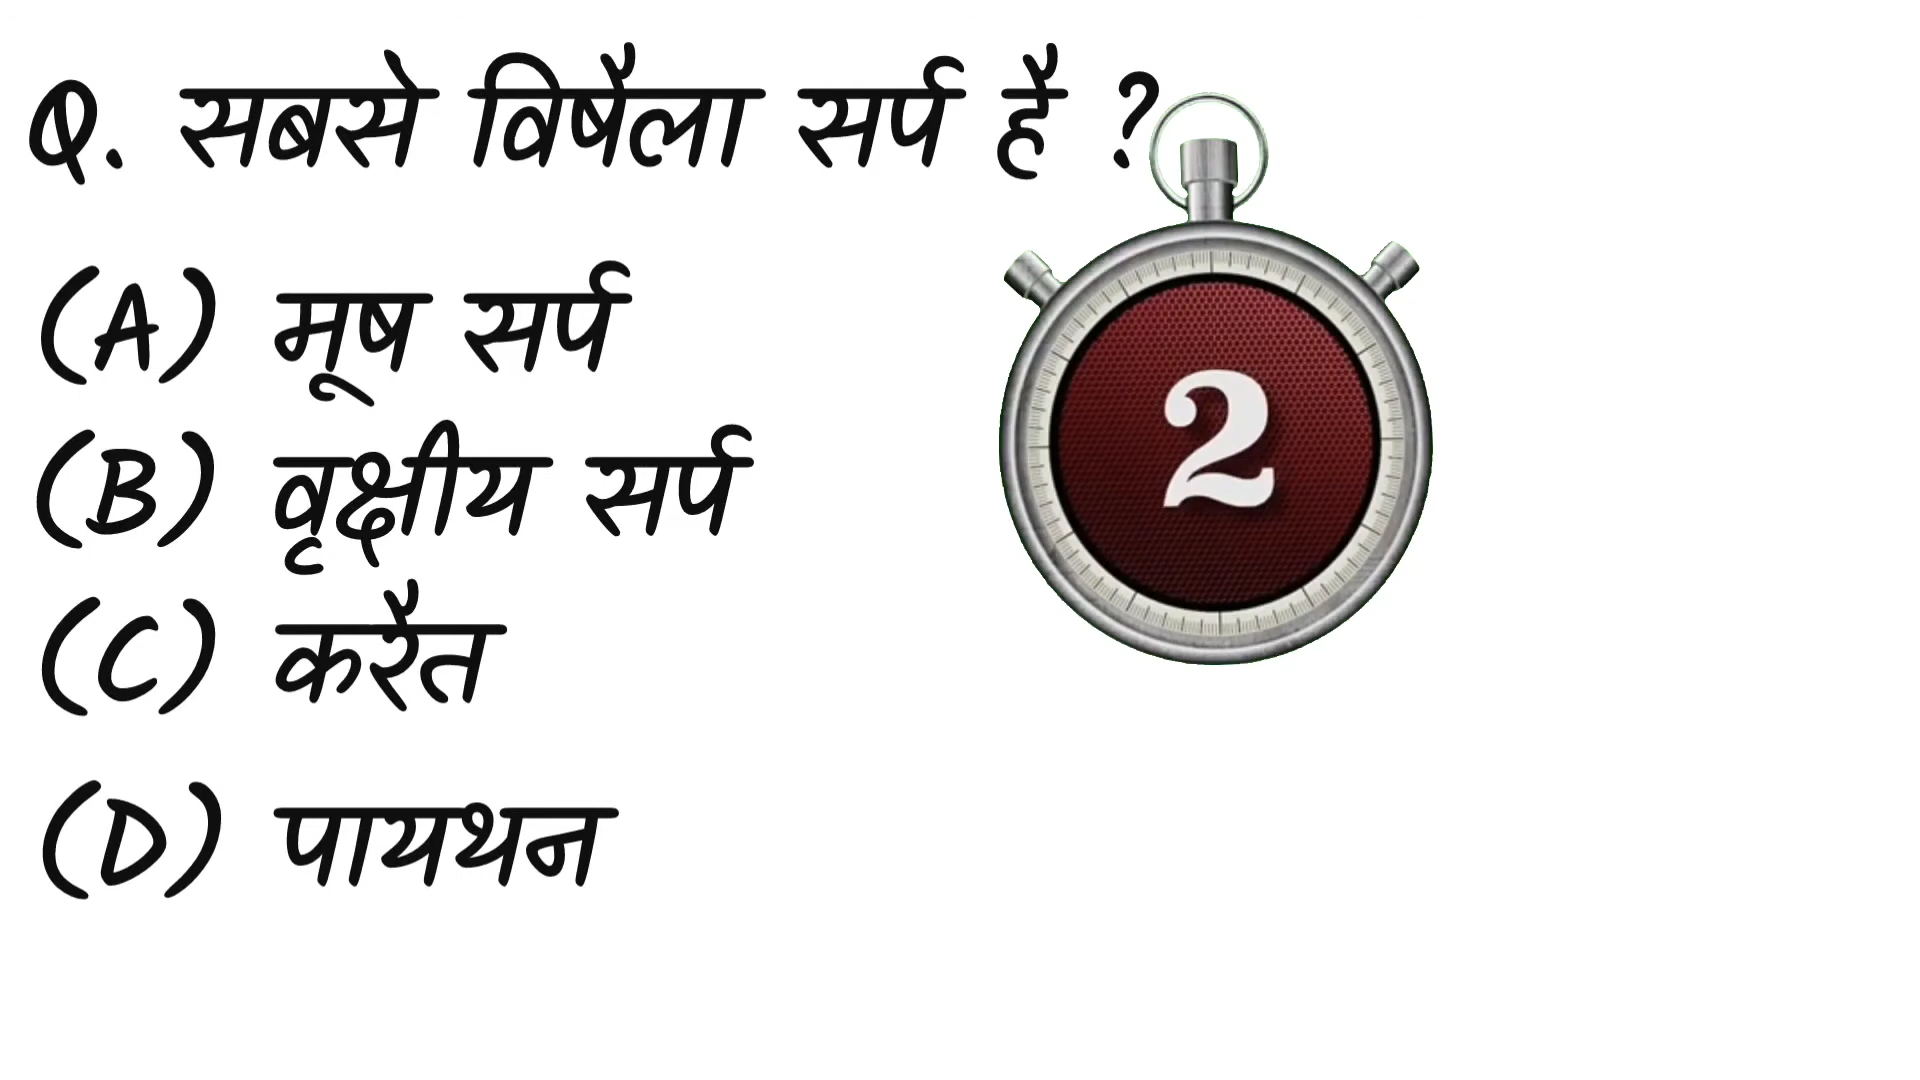 Q. सबसे विषैला सर्प है ?
(A) मूष सर्प
2
(B) वृक्षीय सर्प
(C) करैत
(D) पायथन